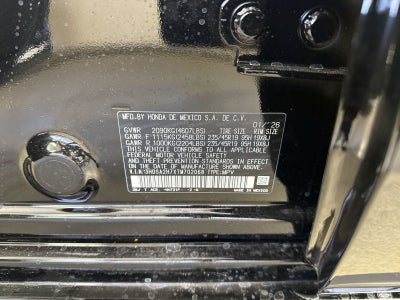 MFD.BY HONDA DE MEXICO S.A. DE C.V.
01/'26
GVWR 2090KG(4607LBS) TIRE SIZE RIM SIZE
GAWR F 1115KG(2458LBS) 235/45R19 95H 19X8J
GAWR R 1000KG(2204LBS) 235/45R19 95H 19X8J
THIS VEHICLE CONFORMS TO ALL APPLICABLE
FEDERAL MOTOR VEHICLE SAFETY, BUMPER,
AND THEFT PREVENTION STANDARDS IN EFFECT
ON THE DATE OF MANUFACTURE SHOWN ABOVE.
V.I.N: TYPE:MPV
MADE IN
MEXICO